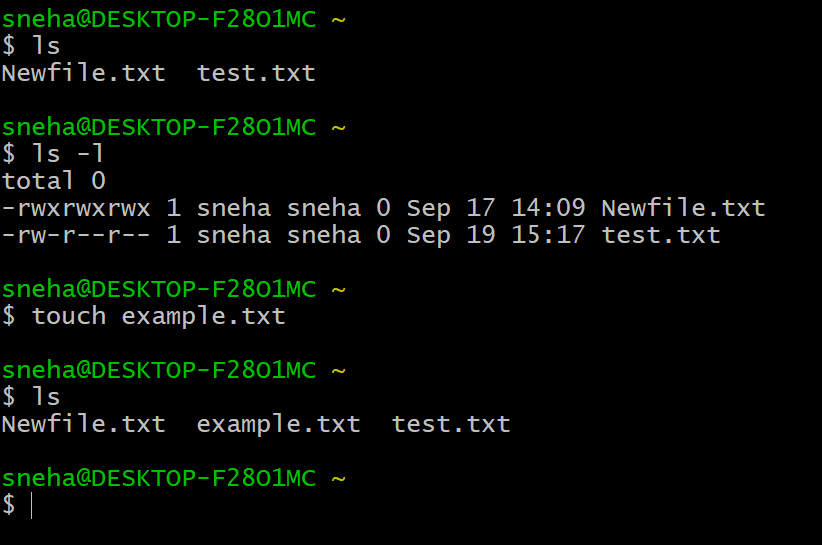 sneha@DESKTOP-F28O1MC ~
$ ls
Newfile.txt  test.txt
sneha@DESKTOP-F28O1MC ~
$ ls -l
total 0
-rwxrwxrwx 1 sneha sneha 0 Sep 17 14:09 Newfile.txt
-rw-r--r-- 1 sneha sneha 0 Sep 19 15:17 test.txt
sneha@DESKTOP-F28O1MC ~
$ touch example.txt
sneha@DESKTOP-F28O1MC ~
$ ls
Newfile.txt  example.txt  test.txt
sneha@DESKTOP-F28O1MC ~
$